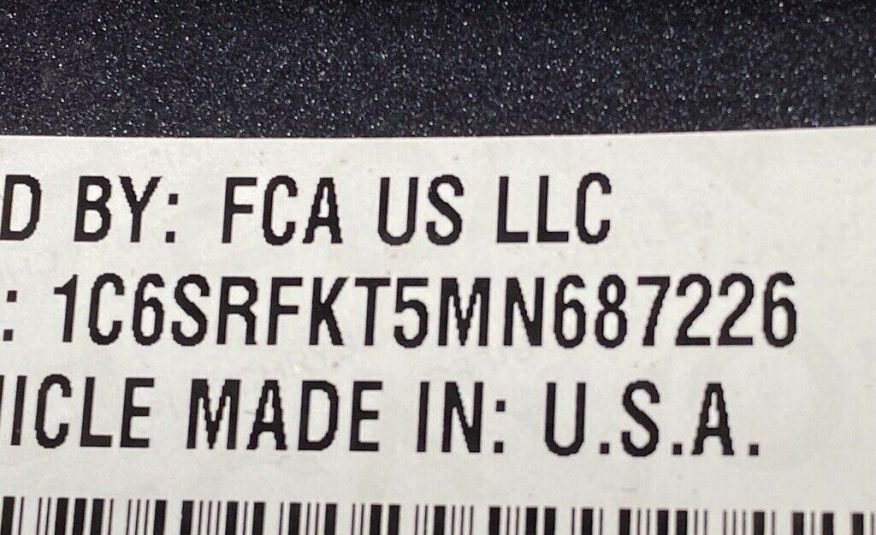 D BY: FCA US LLC
: 1C6SRFKT5MN687226
ICLE MADE IN: U.S.A.